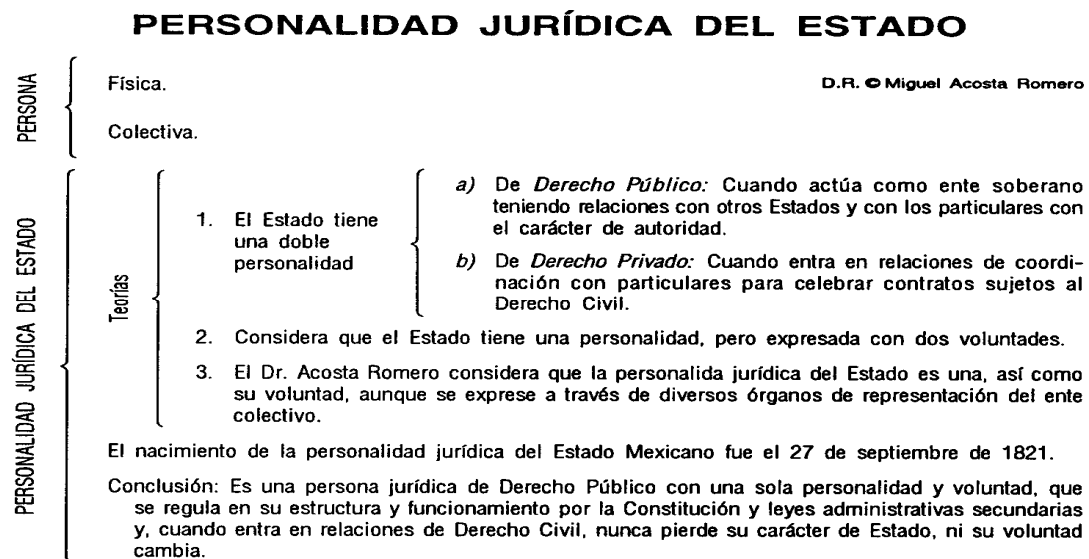 PERSONALIDAD JURÍDICA DEL ESTADO
PERSONA
Física.
D.R. © Miguel Acosta Romero
Colectiva.
PERSONALIDAD JURÍDICA DEL ESTADO
Teorías
1. El Estado tiene
una doble
personalidad
a) De Derecho Público: Cuando actúa como ente soberano
teniendo relaciones con otros Estados y con los particulares con
el carácter de autoridad.
b) De Derecho Privado: Cuando entra en relaciones de coordi-
nación con particulares para celebrar contratos sujetos al
Derecho Civil.
2. Considera que el Estado tiene una personalidad, pero expresada con dos voluntades.
3. El Dr. Acosta Romero considera que la personalida jurídica del Estado es una, así como
su voluntad, aunque se exprese a través de diversos órganos de representación del ente
colectivo.
El nacimiento de la personalidad jurídica del Estado Mexicano fue el 27 de septiembre de 1821.
Conclusión: Es una persona jurídica de Derecho Público con una sola personalidad y voluntad, que
se regula en su estructura y funcionamiento por la Constitución y leyes administrativas secundarias
y, cuando entra en relaciones de Derecho Civil, nunca pierde su carácter de Estado, ni su voluntad
cambia.